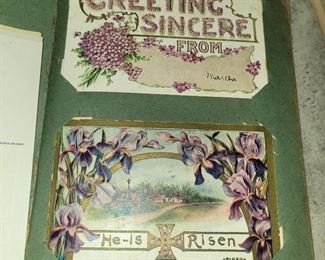 GREETING
SINCERE
FROM
Martha
He-Is Risen